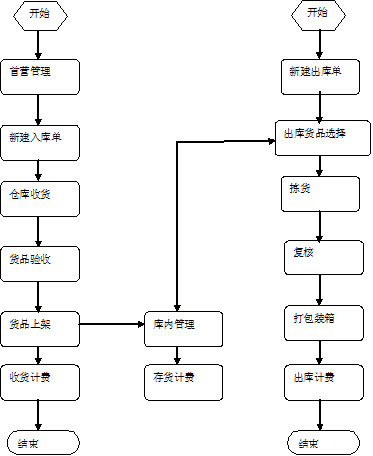 开始
首营管理
新建入库单
仓库收货
货品验收
货品上架
收货计费
结束
库内管理
存货计费
开始
新建出库单
出库货品选择
拣货
复核
打包装箱
出库计费
结束